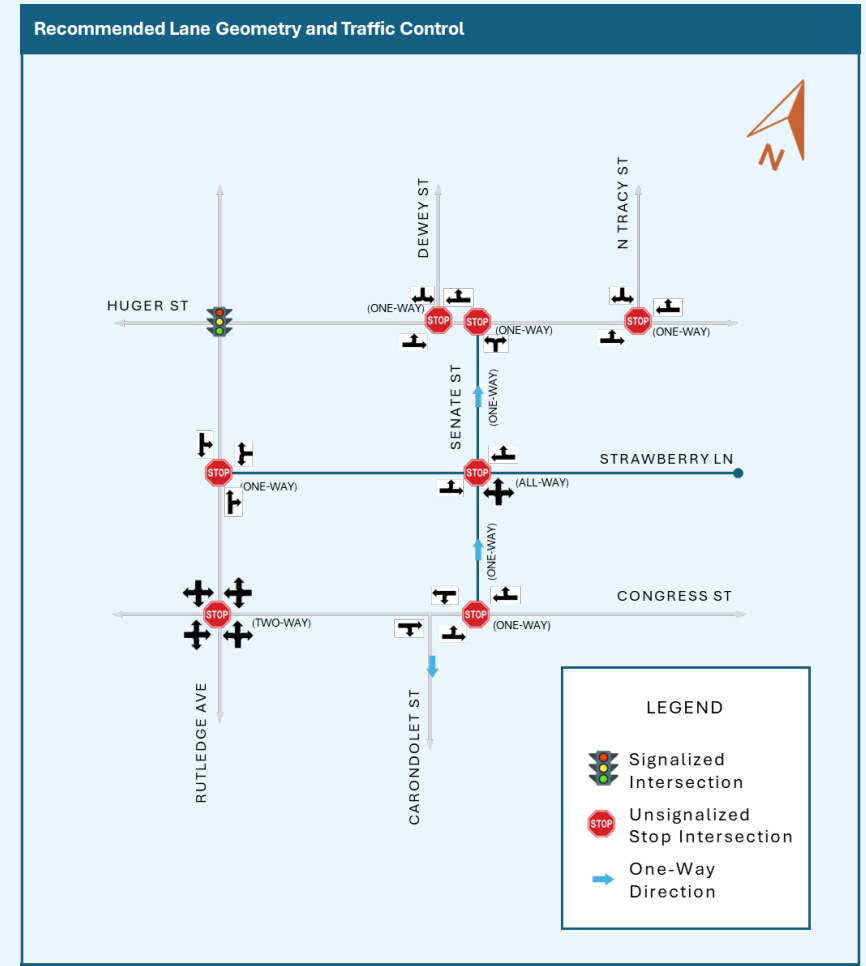 Recommended Lane Geometry and Traffic Control
N
DEWEY ST
N TRACY ST
HUGER ST
(ONE-WAY)
STOP
STOP
STOP
(ONE-WAY)
(ONE-WAY)
SENATE ST
(ONE-WAY)
STRAWBERRY LN
STOP
STOP
(ONE-WAY)
(ALL-WAY)
(ONE-WAY)
CONGRESS ST
STOP
STOP
(TWO-WAY)
(ONE-WAY)
RUTLEDGE AVE
CARONDOLET ST
LEGEND
Signalized
Intersection
STOP
Unsignalized
Stop Intersection
One-Way
Direction